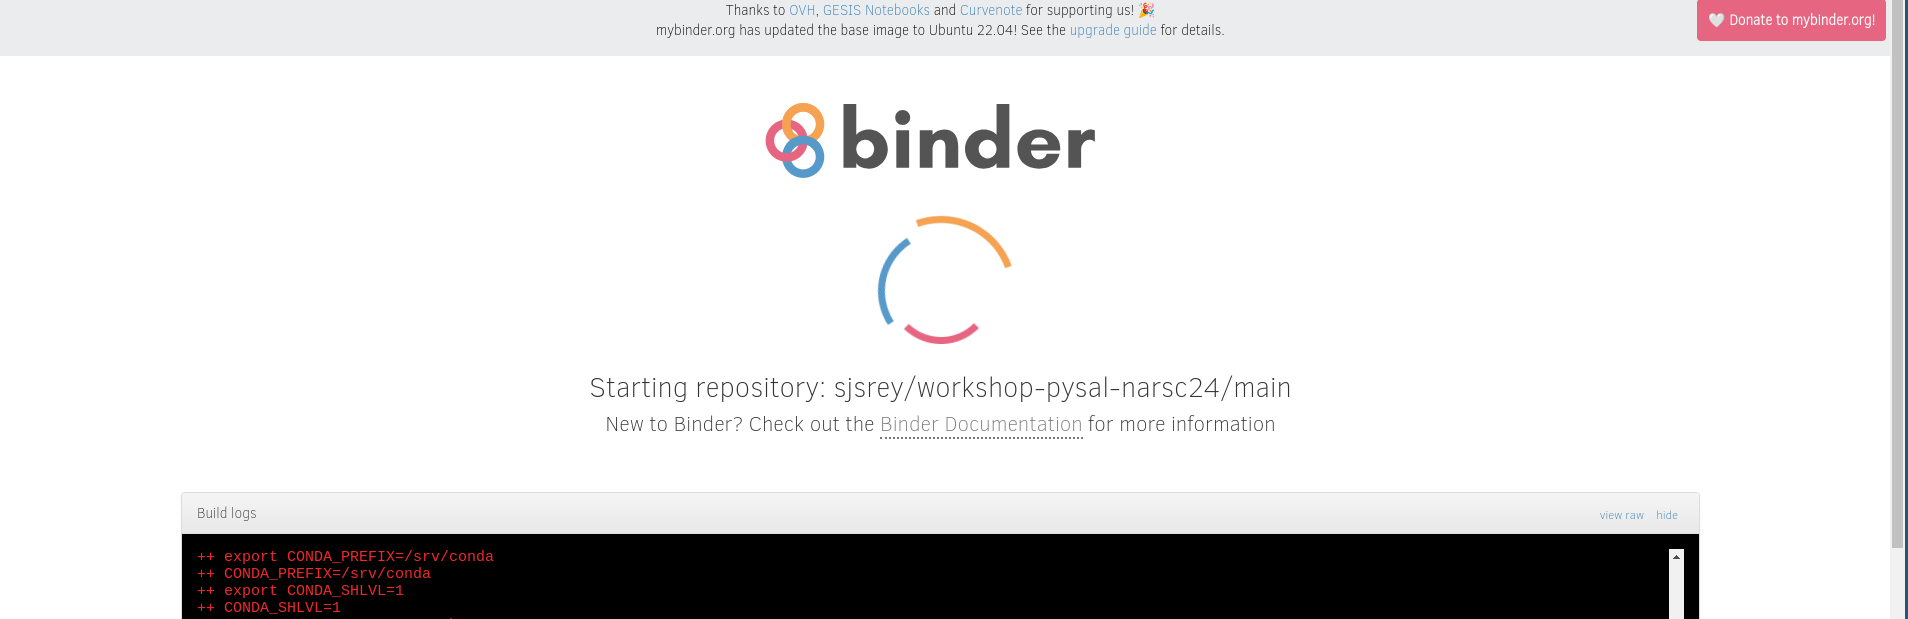 Thanks to OVH, GESIS Notebooks and Curvenote for supporting us! 🎉
mybinder.org has updated the base image to Ubuntu 22.04! See the upgrade guide for details.
🤍 Donate to mybinder.org!
binder
Starting repository: sjsrey/workshop-pysal-narsc24/main
New to Binder? Check out the Binder Documentation for more information
Build logs
view raw hide
++ export CONDA_PREFIX=/srv/conda
++ CONDA_PREFIX=/srv/conda
++ export CONDA_SHLVL=1
++ CONDA_SHLVL=1